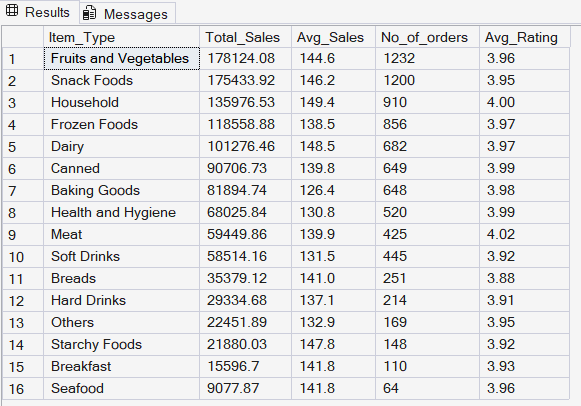 Results Messages
Item_Type Total_Sales Avg_Sales No_of_orders Avg_Rating
1 Fruits and Vegetables 178124.08 144.6 1232 3.96
2 Snack Foods 175433.92 146.2 1200 3.95
3 Household 135976.53 149.4 910 4.00
4 Frozen Foods 118558.88 138.5 856 3.97
5 Dairy 101276.46 148.5 682 3.97
6 Canned 90706.73 139.8 649 3.99
7 Baking Goods 81894.74 126.4 648 3.98
8 Health and Hygiene 68025.84 130.8 520 3.99
9 Meat 59449.86 139.9 425 4.02
10 Soft Drinks 58514.16 131.5 445 3.92
11 Breads 35379.12 141.0 251 3.88
12 Hard Drinks 29334.68 137.1 214 3.91
13 Others 22451.89 132.9 169 3.95
14 Starchy Foods 21880.03 147.8 148 3.92
15 Breakfast 15596.7 141.8 110 3.93
16 Seafood 9077.87 141.8 64 3.96